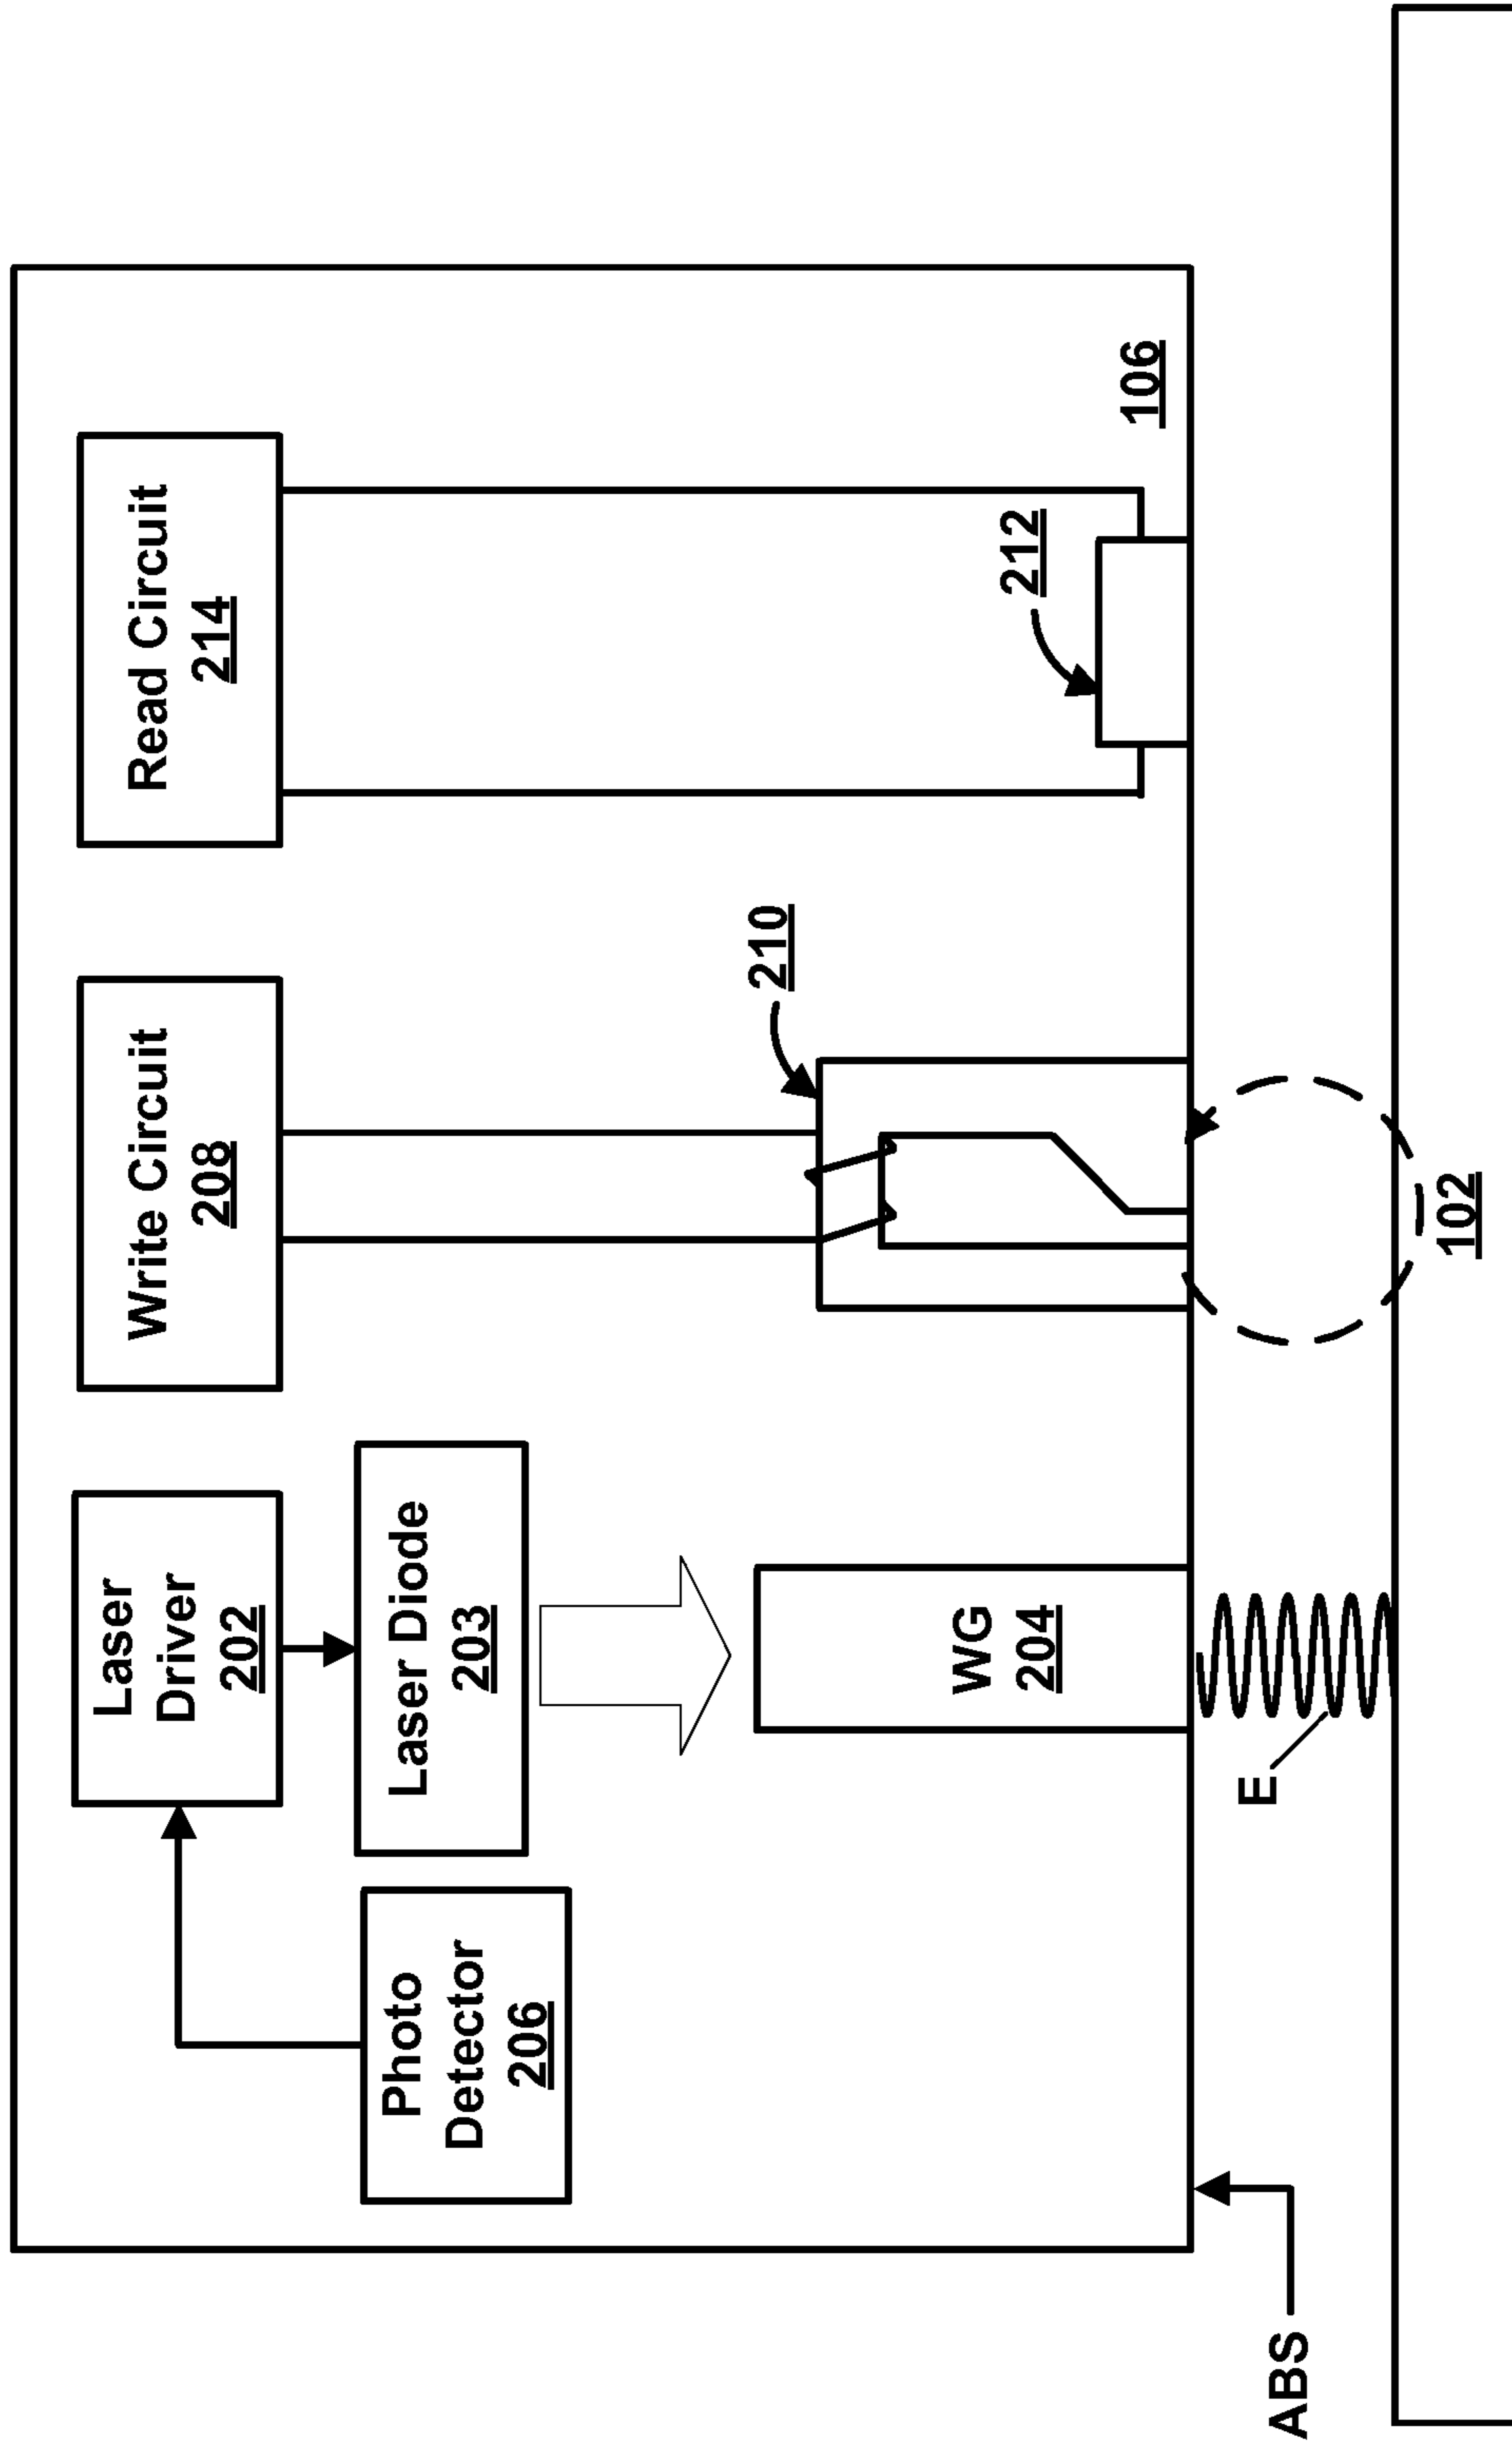 Laser
Driver
202
Write Circuit
208
Read Circuit
214
Laser Diode
203
Photo
Detector
206
210
WG
204
212
106
E
ABS
102